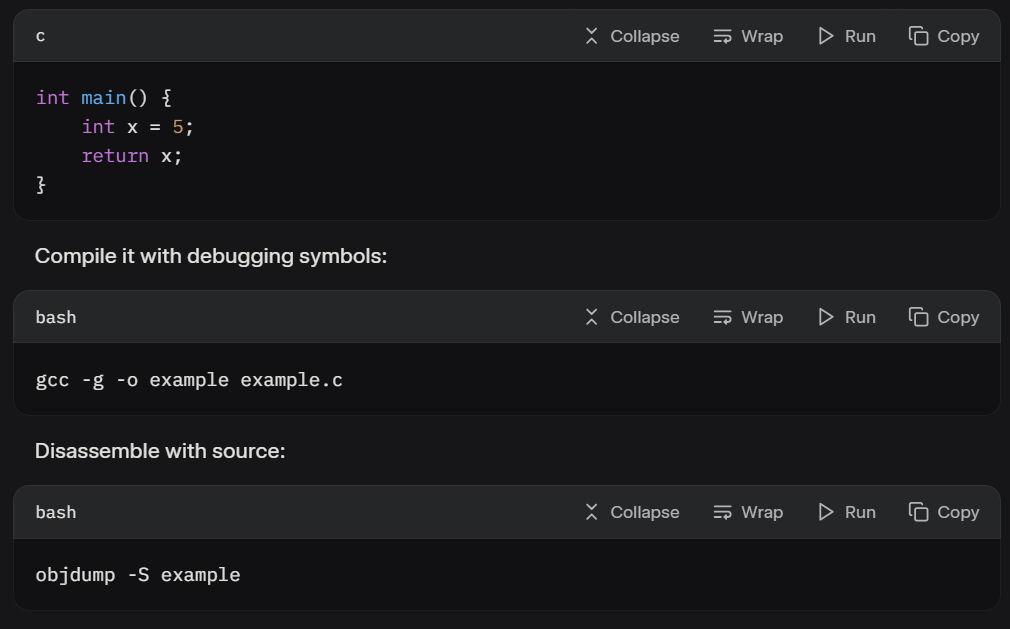 c Collapse Wrap Run Copy
int main() {
    int x = 5;
    return x;
}
Compile it with debugging symbols:
bash Collapse Wrap Run Copy
gcc -g -o example example.c
Disassemble with source:
bash Collapse Wrap Run Copy
objdump -S example